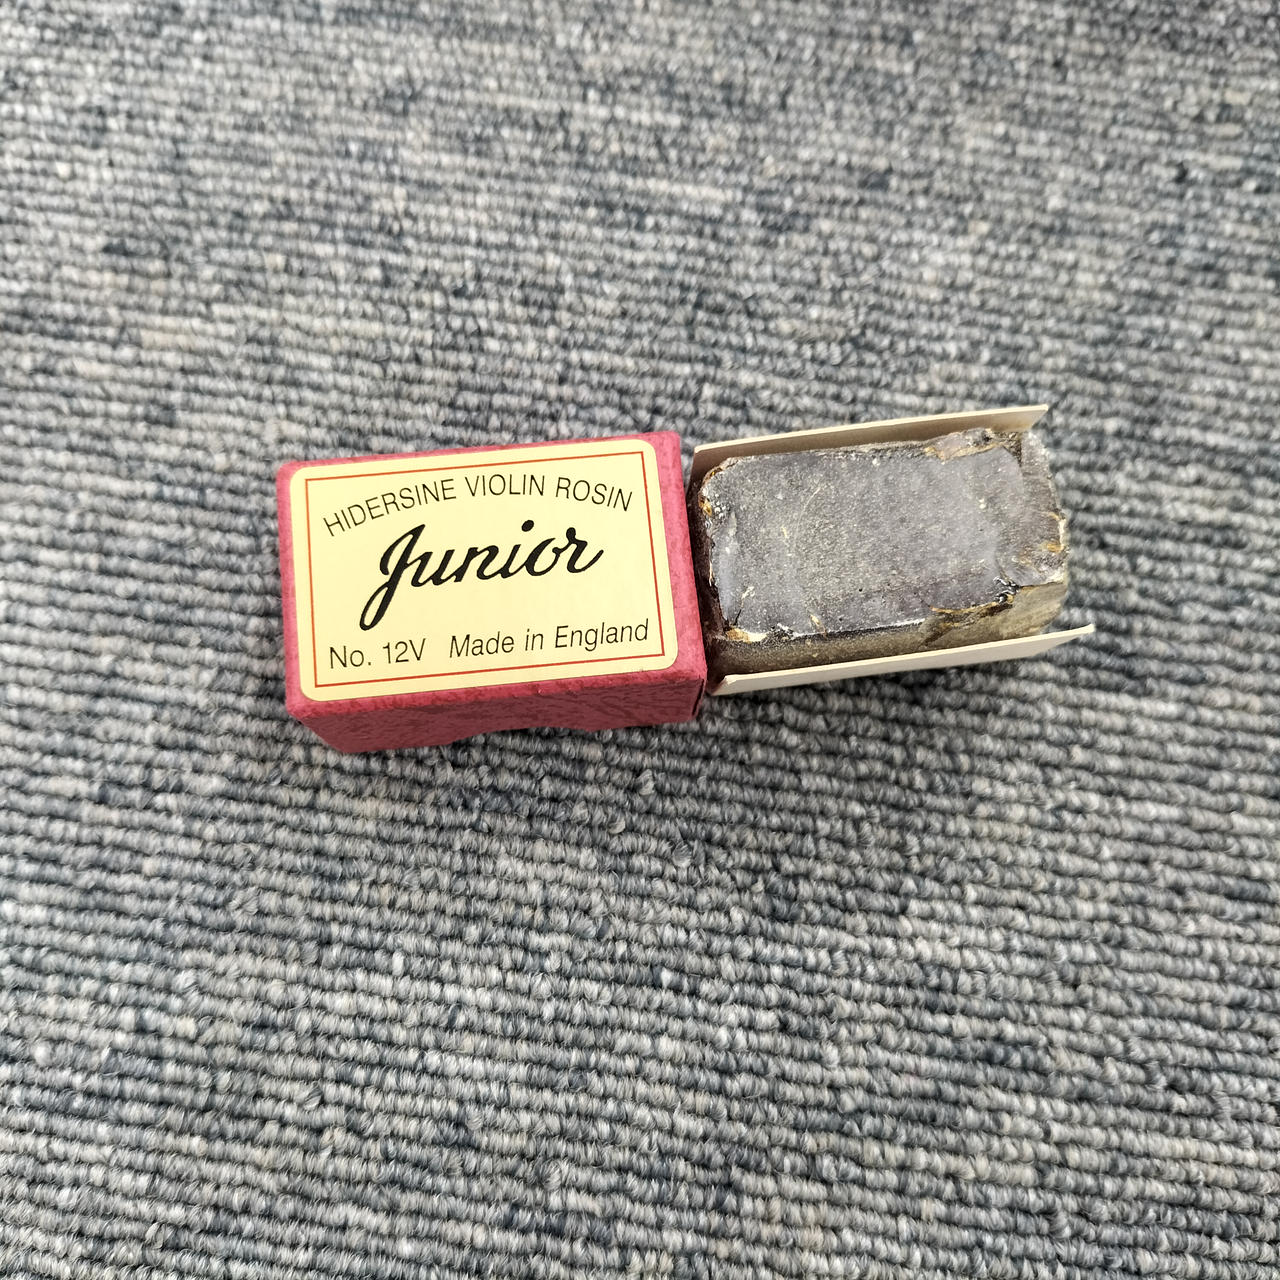 HIDERSINE VIOLIN ROSIN
Junior
No. 12V Made in England